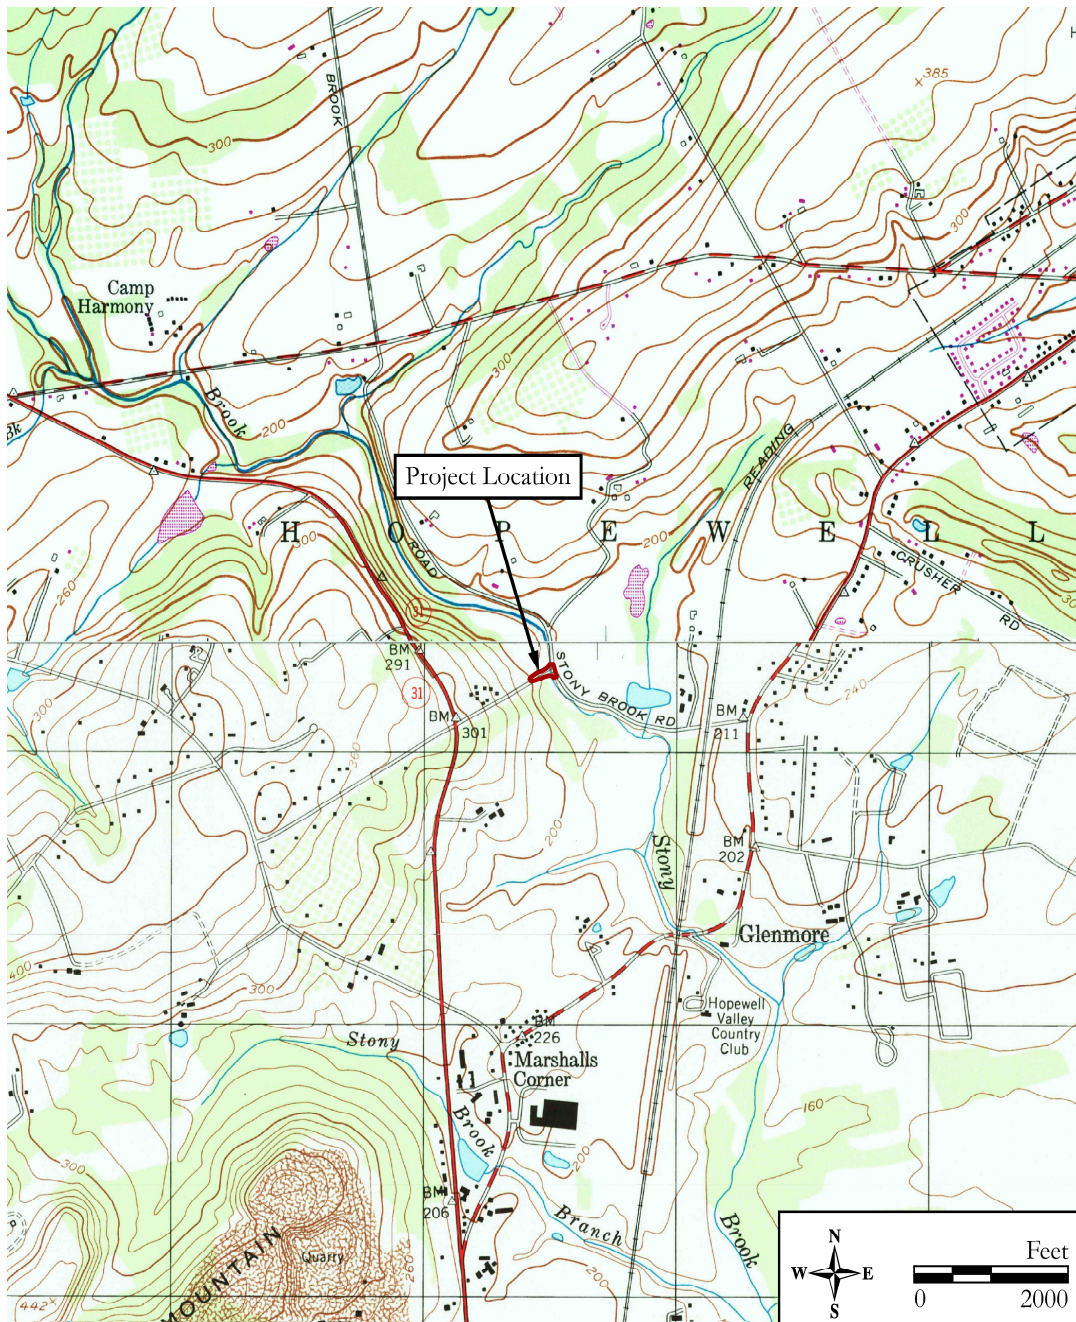 385
BROOK
300
300
Camp
Harmony
300
Brook
200
Bk
READING
Project Location
H O P E W E L L
ROAD
200
300
260
CRUSHER
RD
31
BM
291
31
300
STONY BROOK RD
240
BM
301
BM
211
360
200
Stony
BM
202
Glenmore
400
300
Hopewell
Valley
Country
Club
BM
226
Stony
Marshalls
Corner
160
Brook
300
200
BM
206
Branch
Brook
MOUNTAIN
Quarry
260
200
442
N
W E
S
Feet
0 2000